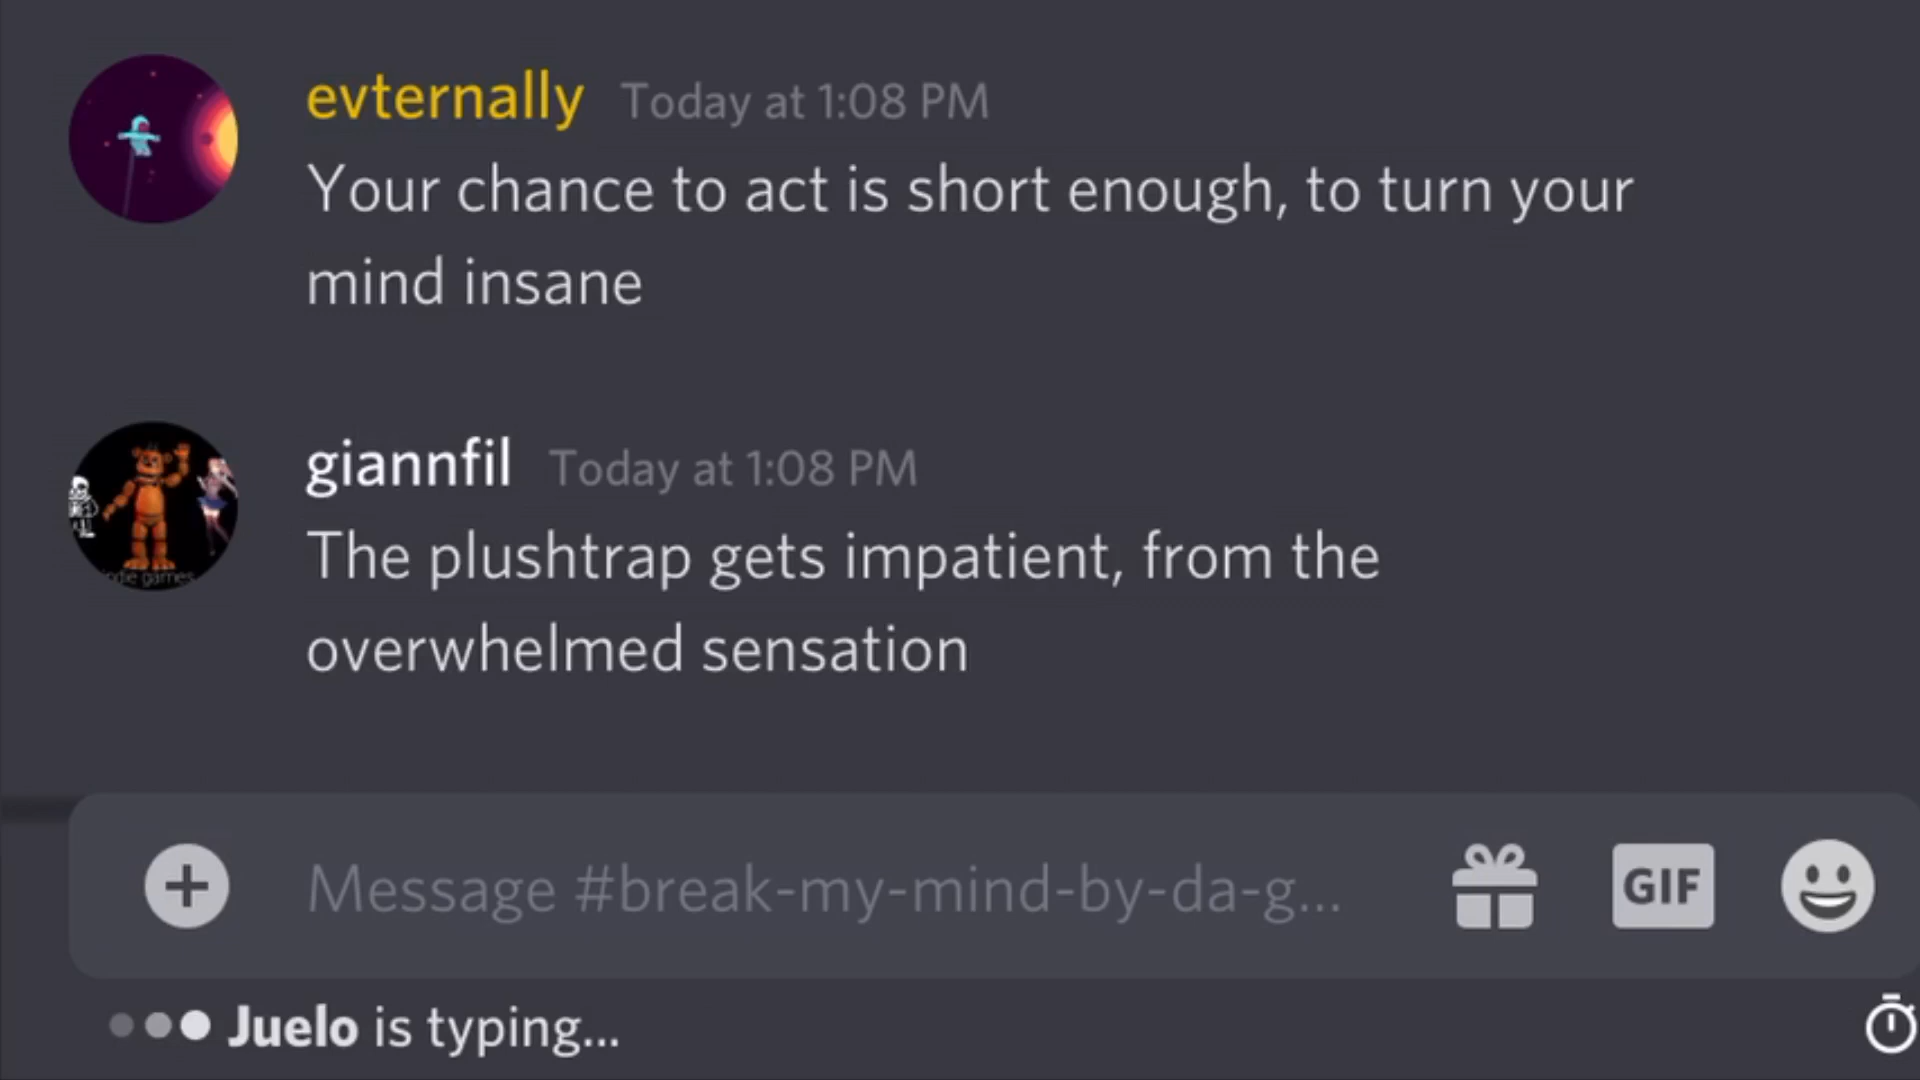 evternally Today at 1:08 PM
Your chance to act is short enough, to turn your
mind insane
giannfil Today at 1:08 PM
The plushtrap gets impatient, from the
overwhelmed sensation
indie games
Message #break-my-mind-by-da-g...
GIF
Juelo is typing...